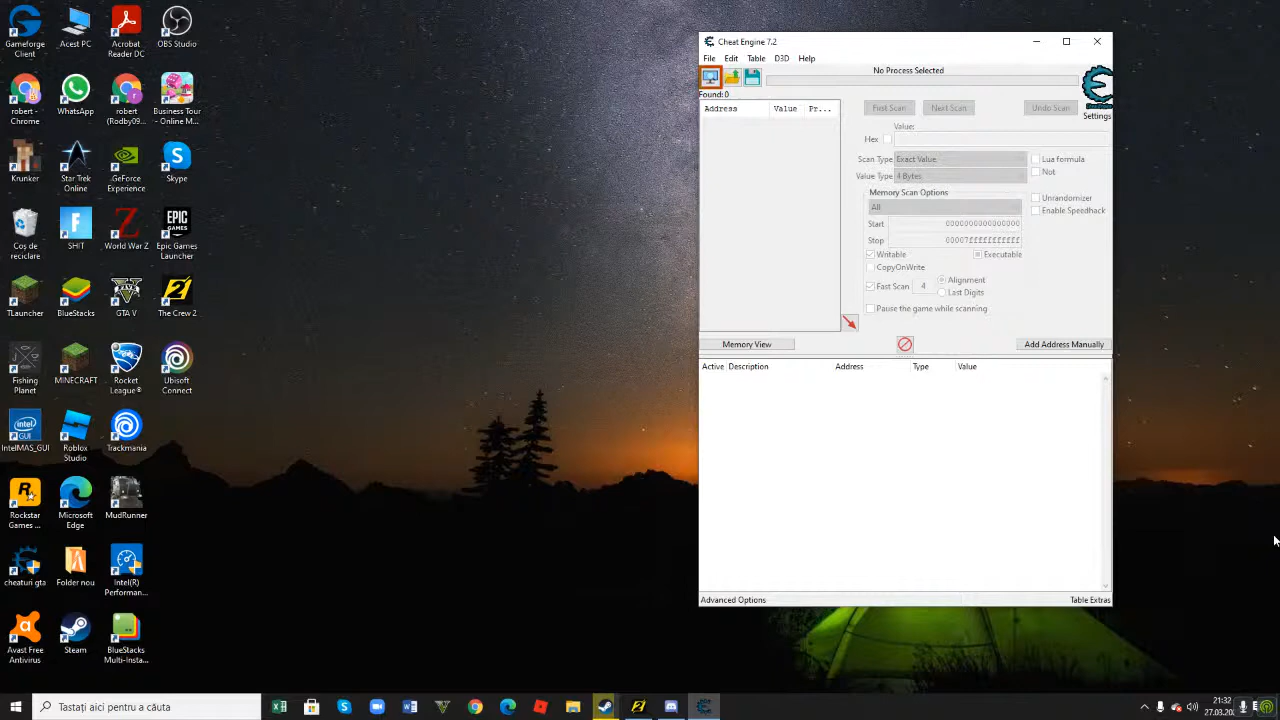 Gameforge
Client
Acest PC
Acrobat
Reader DC
OBS Studio
robert -
Chrome
WhatsApp
robert
(Rodby09...
Business Tour
- Online M...
Krunker
Star Trek
Online
GeForce
Experience
Skype
Coș de
reciclare
SHIT
World War Z
Epic Games
Launcher
TLauncher
BlueStacks
GTA V
The Crew 2
Fishing
Planet
MINECRAFT
Rocket
League®
Ubisoft
Connect
IntelMAS_GUI
Roblox
Studio
Trackmania
Rockstar
Games ...
Microsoft
Edge
MudRunner
cheaturi gta
Folder nou
Intel(R)
Performan...
Avast Free
Antivirus
Steam
BlueStacks
Multi-Insta...
Cheat Engine 7.2
File Edit Table D3D Help
No Process Selected
Found: 0
Address Value Pr...
First Scan Next Scan Undo Scan
Settings
Value:
Hex
Scan Type Exact Value
Lua formula
Value Type 4 Bytes
Not
Memory Scan Options
All
Unrandomizer
Enable Speedhack
Start 0000000000000000
Stop 00007fffffffffff
Writable Executable
CopyOnWrite
Fast Scan 4 Alignment
Last Digits
Pause the game while scanning
Memory View
Add Address Manually
Active Description Address Type Value
Advanced Options
Table Extras
Tastați aici pentru a căuta
21:32